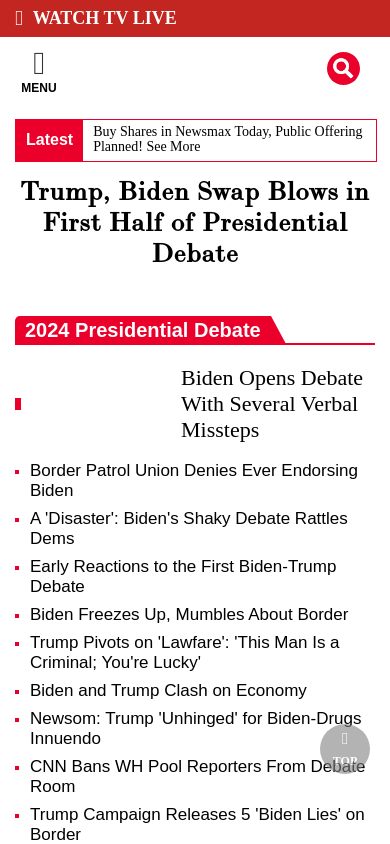 WATCH TV LIVE
MENU
Latest
Buy Shares in Newsmax Today, Public Offering
Planned! See More
Trump, Biden Swap Blows in
First Half of Presidential
Debate
2024 Presidential Debate
Biden Opens Debate
With Several Verbal
Missteps
Border Patrol Union Denies Ever Endorsing
Biden
A 'Disaster': Biden's Shaky Debate Rattles
Dems
Early Reactions to the First Biden-Trump
Debate
Biden Freezes Up, Mumbles About Border
Trump Pivots on 'Lawfare': 'This Man Is a
Criminal; You're Lucky'
Biden and Trump Clash on Economy
Newsom: Trump 'Unhinged' for Biden-Drugs
Innuendo
CNN Bans WH Pool Reporters From Debate
Room
TOP
Trump Campaign Releases 5 'Biden Lies' on
Border